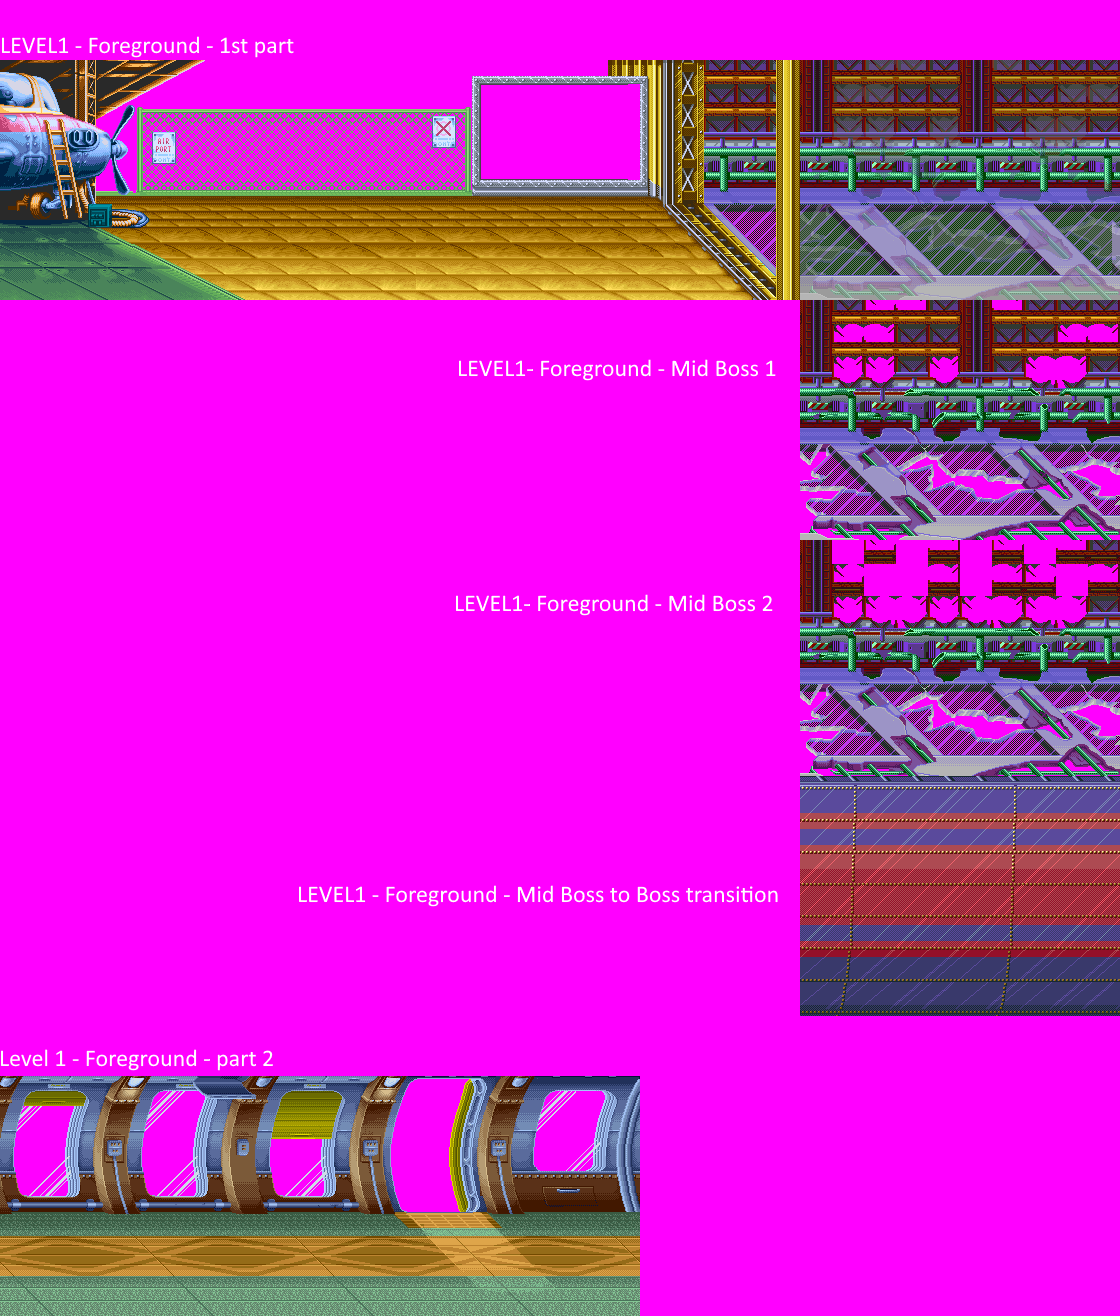 LEVEL1 - Foreground - 1st part
AIR
PORT
LEVEL1- Foreground - Mid Boss 1
LEVEL1- Foreground - Mid Boss 2
LEVEL1 - Foreground - Mid Boss to Boss transition
Level 1 - Foreground - part 2